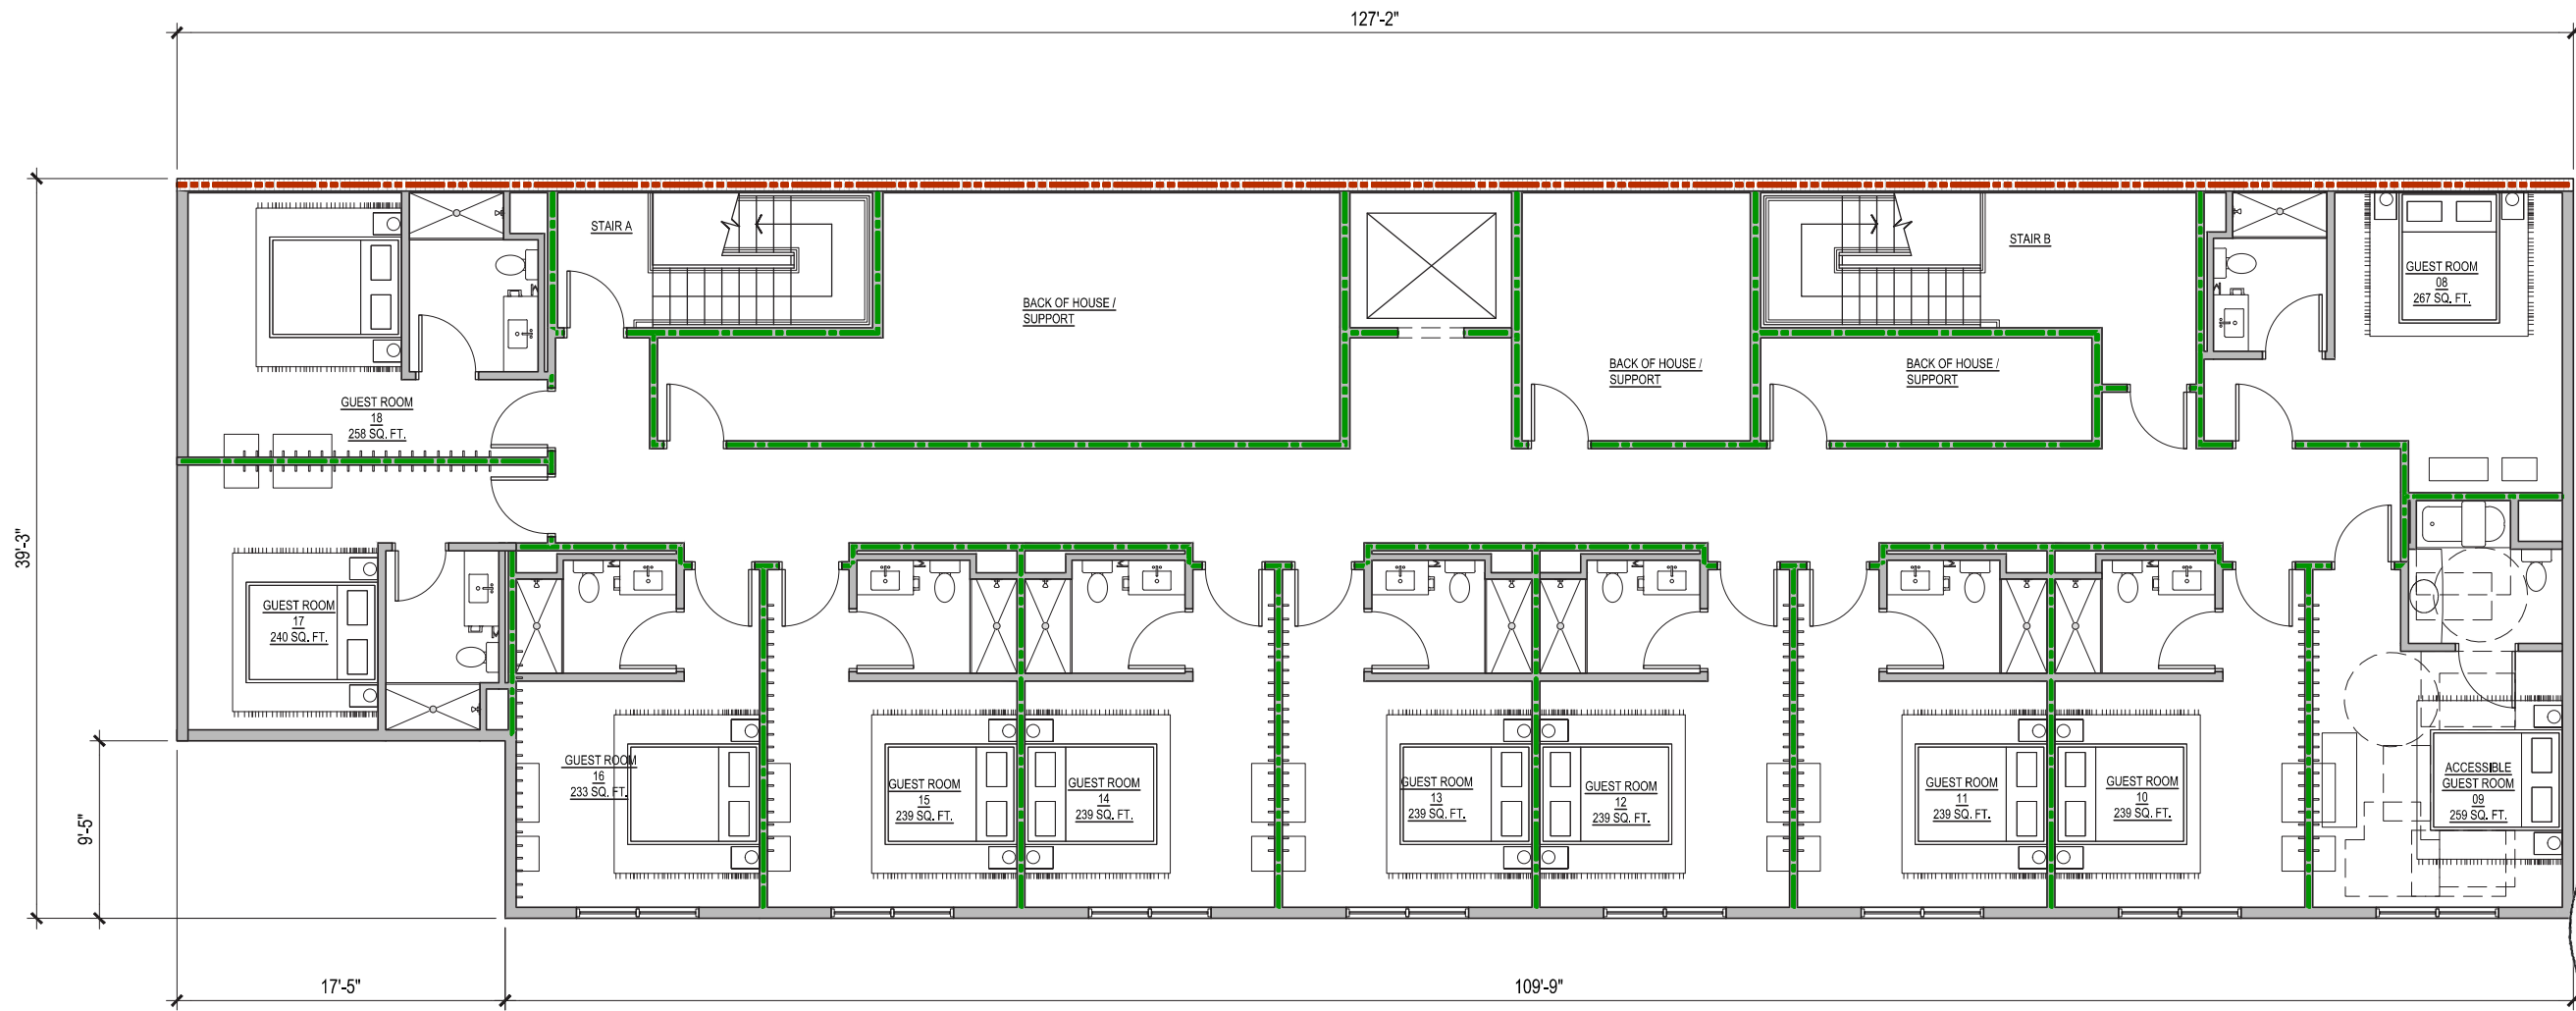 127'-2"
39'-3"
STAIR A
STAIR B
GUEST ROOM
08
267 SQ. FT.
BACK OF HOUSE /
SUPPORT
BACK OF HOUSE /
SUPPORT
BACK OF HOUSE /
SUPPORT
GUEST ROOM
18
258 SQ. FT.
GUEST ROOM
17
240 SQ. FT.
GUEST ROOM
16
233 SQ. FT.
GUEST ROOM
15
239 SQ. FT.
GUEST ROOM
14
239 SQ. FT.
GUEST ROOM
13
239 SQ. FT.
GUEST ROOM
12
239 SQ. FT.
GUEST ROOM
11
239 SQ. FT.
GUEST ROOM
10
239 SQ. FT.
ACCESSIBLE
GUEST ROOM
09
259 SQ. FT.
9'-5"
17'-5"
109'-9"